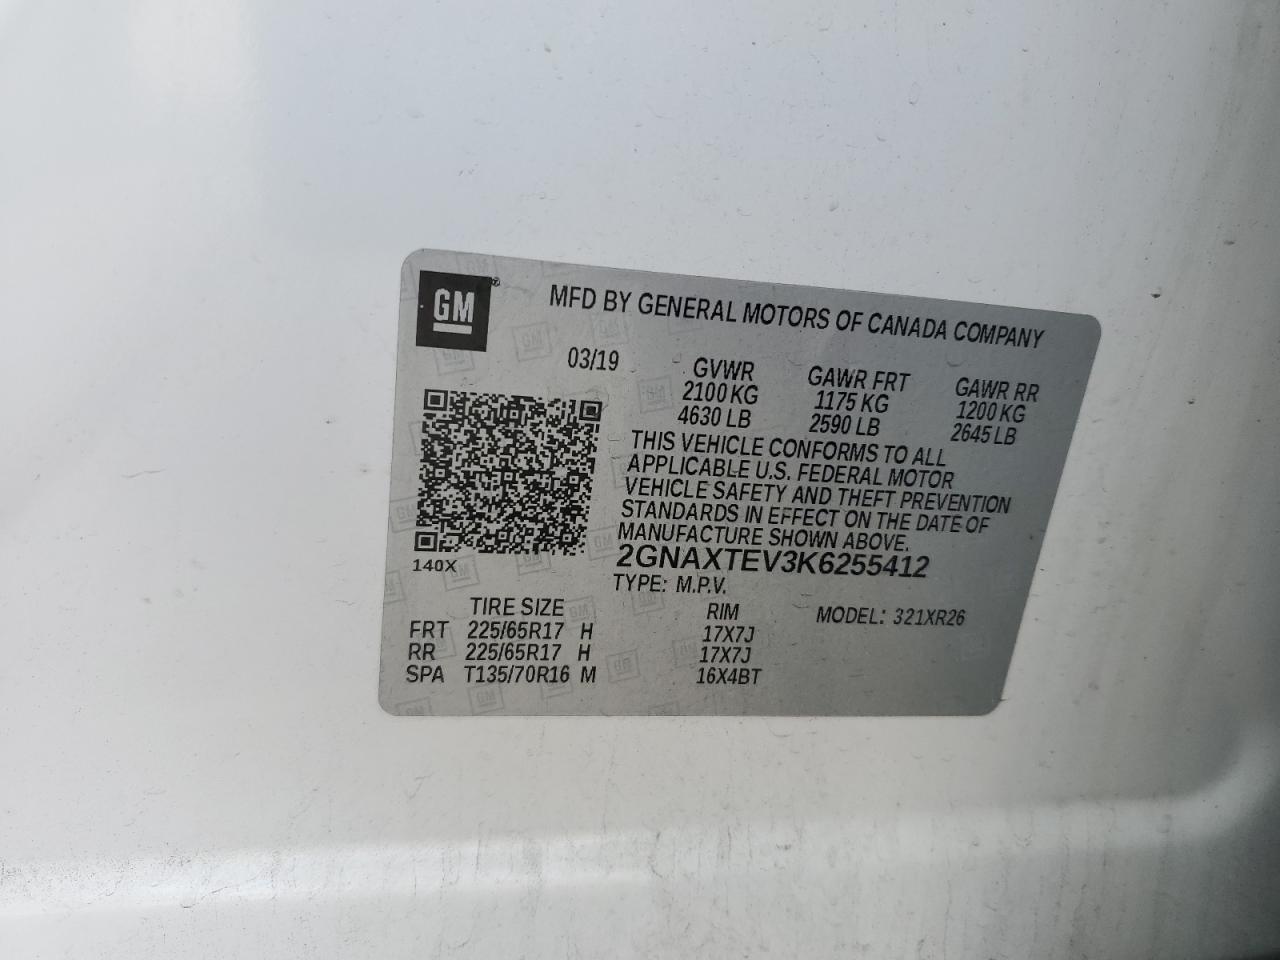 GM
MFD BY GENERAL MOTORS OF CANADA COMPANY
03/19 GVWR GAWR FRT GAWR RR
2100 KG 1175 KG 1200 KG
4630 LB 2590 LB 2645 LB
THIS VEHICLE CONFORMS TO ALL
APPLICABLE U.S. FEDERAL MOTOR
VEHICLE SAFETY AND THEFT PREVENTION
STANDARDS IN EFFECT ON THE DATE OF
MANUFACTURE SHOWN ABOVE.
140X
2GNAXTEV3K6255412
TYPE: M.P.V.
TIRE SIZE RIM MODEL: 321XR26
FRT 225/65R17 H 17X7J
RR 225/65R17 H 17X7J
SPA T135/70R16 M 16X4BT